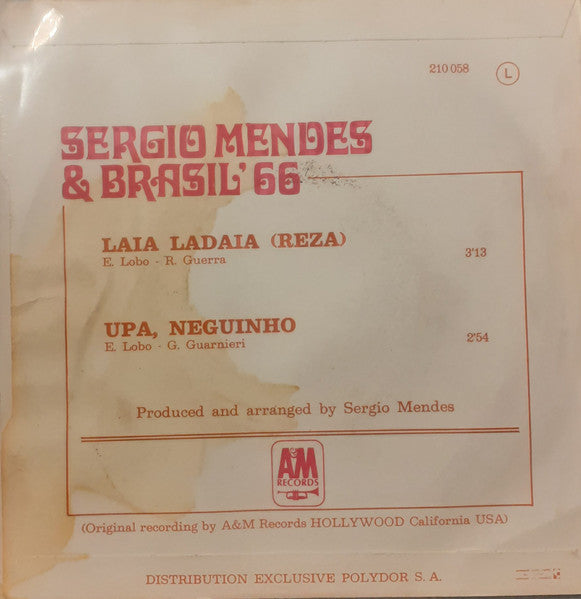 210 058 L
SERGIO MENDES
& BRASIL' 66
LAIA LADAIA (REZA)
E. Lobo - R. Guerra
3'13
UPA, NEGUINHO
E. Lobo - G. Guarnieri
2'54
Produced and arranged by Sergio Mendes
A&M
RECORDS
(Original recording by A&M Records HOLLYWOOD California USA)
DISTRIBUTION EXCLUSIVE POLYDOR S. A.